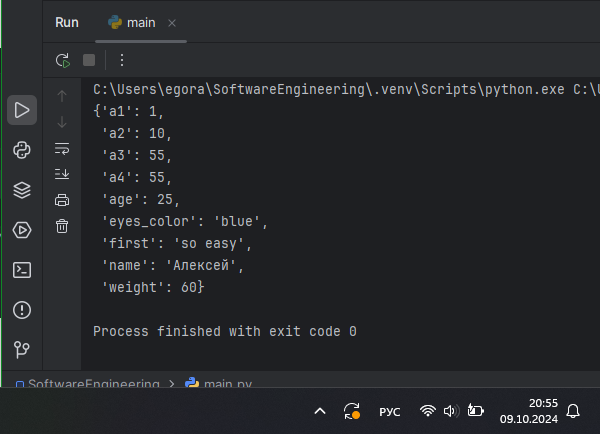 Run main
C:\Users\egora\SoftwareEngineering\.venv\Scripts\python.exe C:\
{'a1': 1,
'a2': 10,
'a3': 55,
'a4': 55,
'age': 25,
'eyes_color': 'blue',
'first': 'so easy',
'name': 'Алексей',
'weight': 60}
Process finished with exit code 0
SoftwareEngineering > main.py
РУС 20:55
09.10.2024